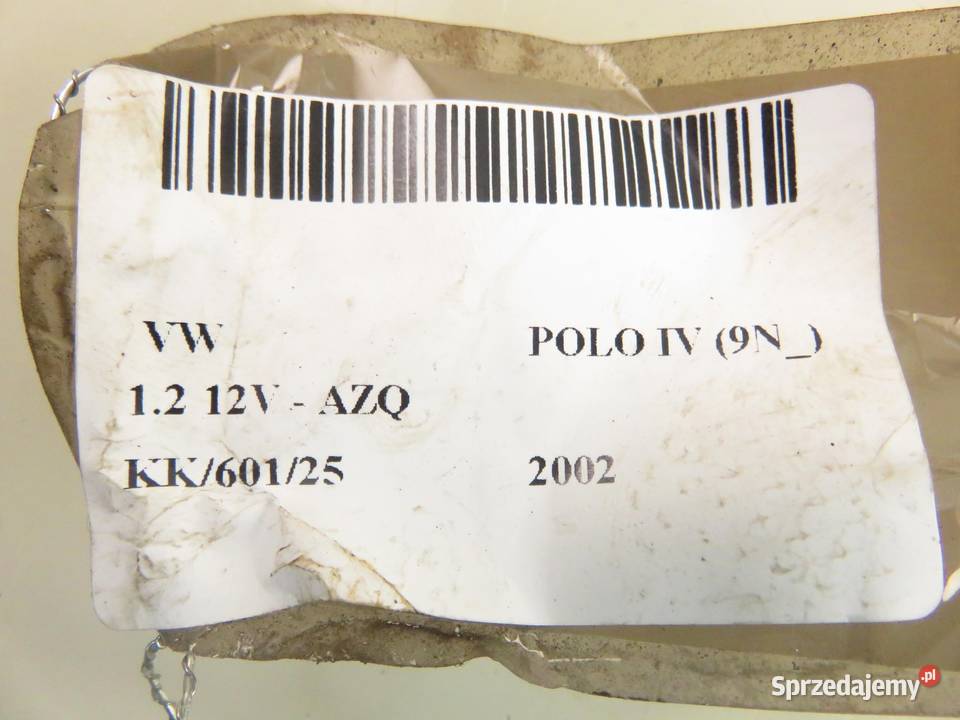 VW POLO IV (9N_)
1.2 12V - AZQ
KK/601/25 2002
Sprzedajemy.pl